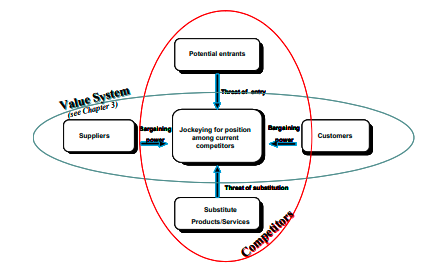 Potential entrants
Threat of entry
Value System
(see Chapter 3)
Suppliers
Bargaining
power
Jockeying for position
among current
competitors
Bargaining
power
Customers
Threat of substitution
Substitute
Products/Services
Competitors